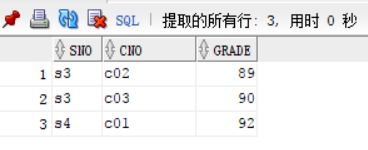 SQL | 提取的所有行: 3, 用时 0 秒
SNO CNO GRADE
1 s3 c02 89
2 s3 c03 90
3 s4 c01 92